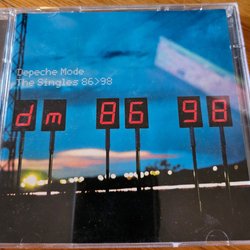 Depeche Mode
The Singles 86>98
dm 86 98